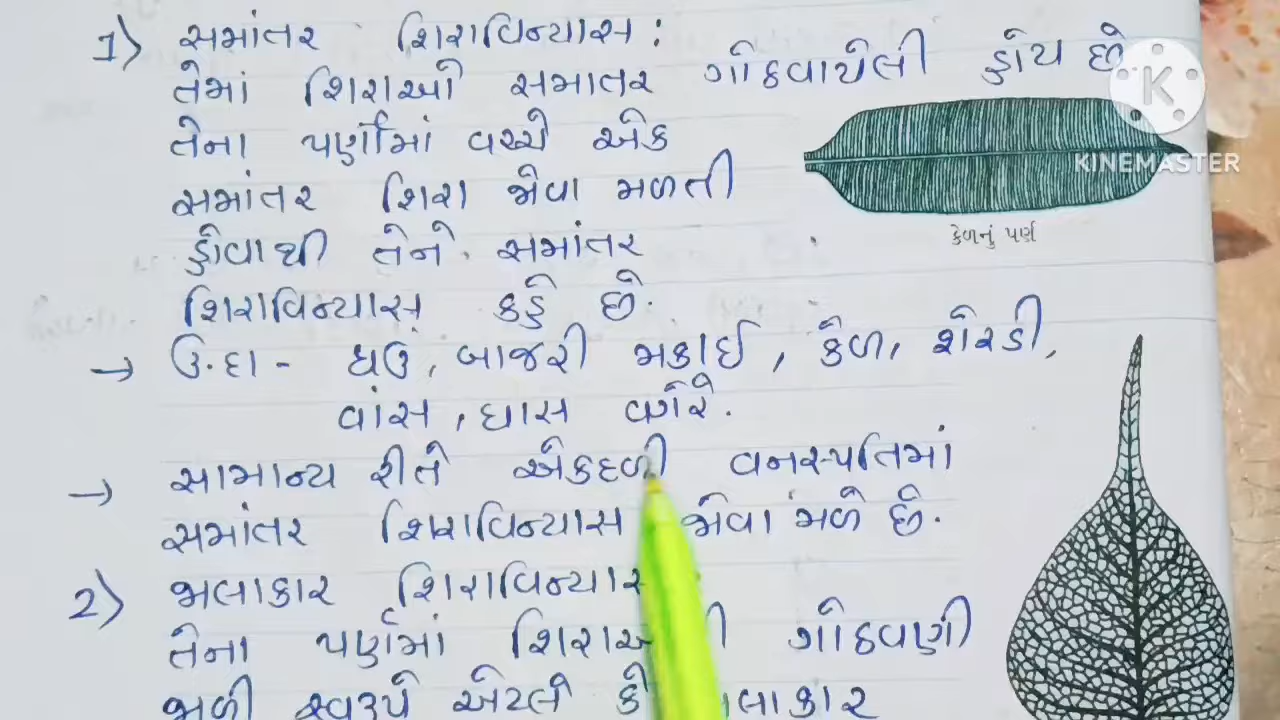 1) સમાંતર શિરાવિન્યાસ :
તેમાં શિરાઓ સમાતર ગોઠવાયેલી હોય છે
તેના પર્ણમાં વચ્ચે એક
સમાંતર શિરા જોવા મળતી
હોવાથી તેને સમાંતર
શિરાવિન્યાસ કહે છે.
→ ઉ.દા - ઘઉં, બાજરી મકાઈ, કેળ, શેરડી,
વાંસ, ઘાસ વગેરે.
→ સામાન્ય રીતે એકદળી વનસ્પતિમાં
સમાંતર શિરાવિન્યાસ જોવા મળે છે.
2) જાલાકાર
તેના પર્ણમાં ગોઠવણી
જાળી સ્વરૂપે એટલે કે
કેળનું પર્ણ
K
KINEMASTER